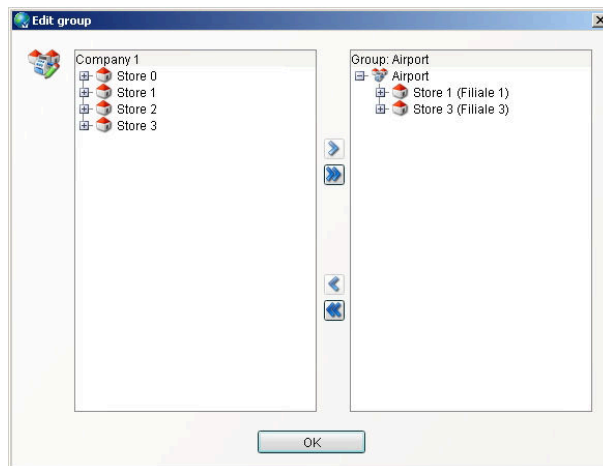 Edit group
Company 1
Store 0
Store 1
Store 2
Store 3
Group: Airport
Airport
Store 1 (Filiale 1)
Store 3 (Filiale 3)
OK